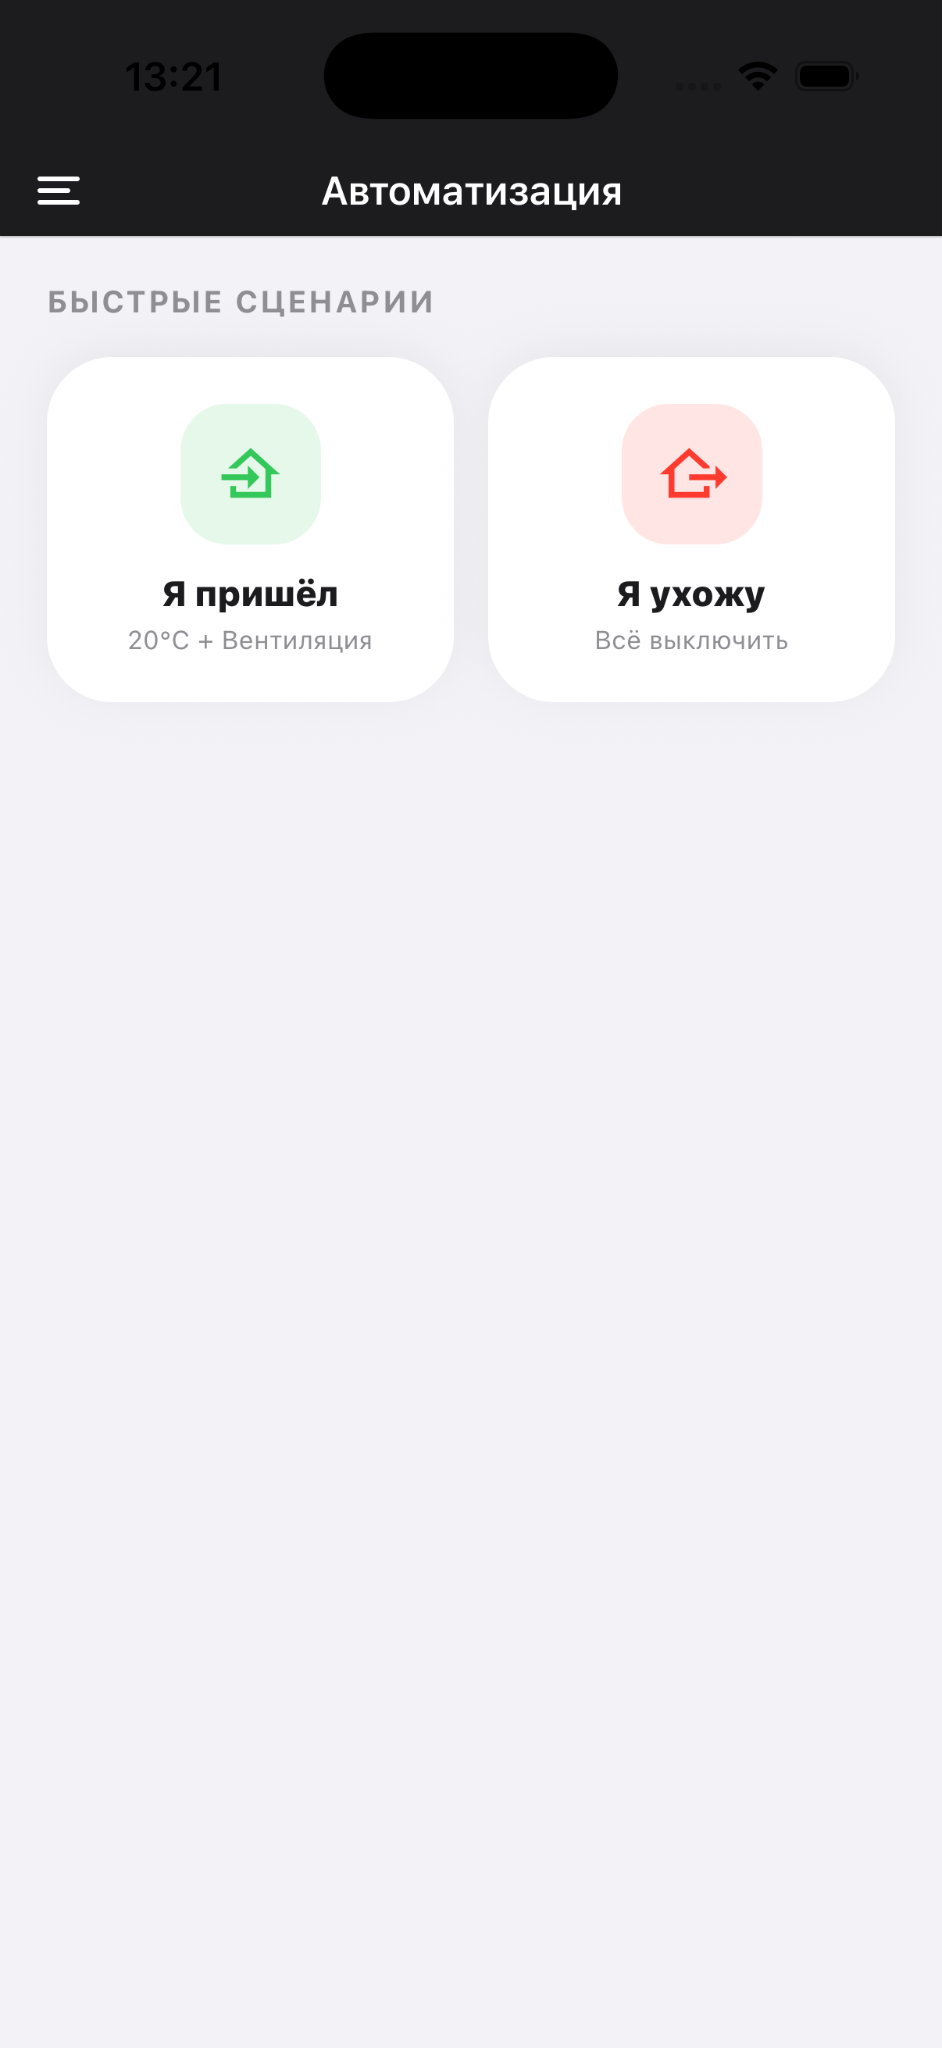 13:21
Автоматизация
БЫСТРЫЕ СЦЕНАРИИ
Я пришёл
20°C + Вентиляция
Я ухожу
Всё выключить